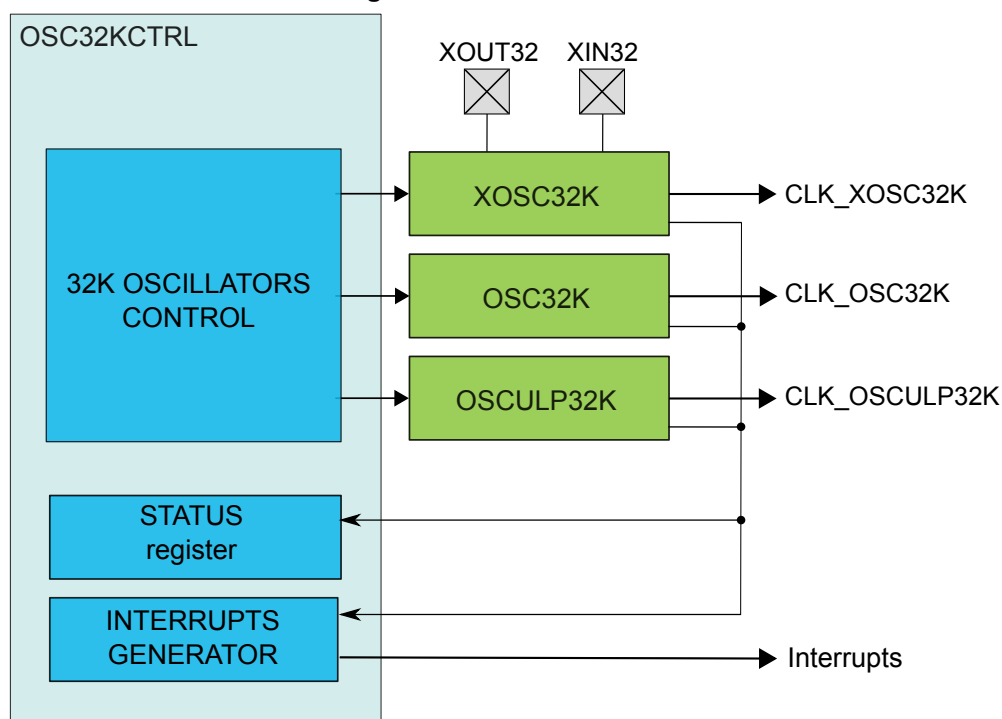 OSC32KCTRL
XOUT32 XIN32
XOSC32K
CLK_XOSC32K
32K OSCILLATORS
CONTROL
OSC32K
CLK_OSC32K
OSCULP32K
CLK_OSCULP32K
STATUS
register
INTERRUPTS
GENERATOR
Interrupts